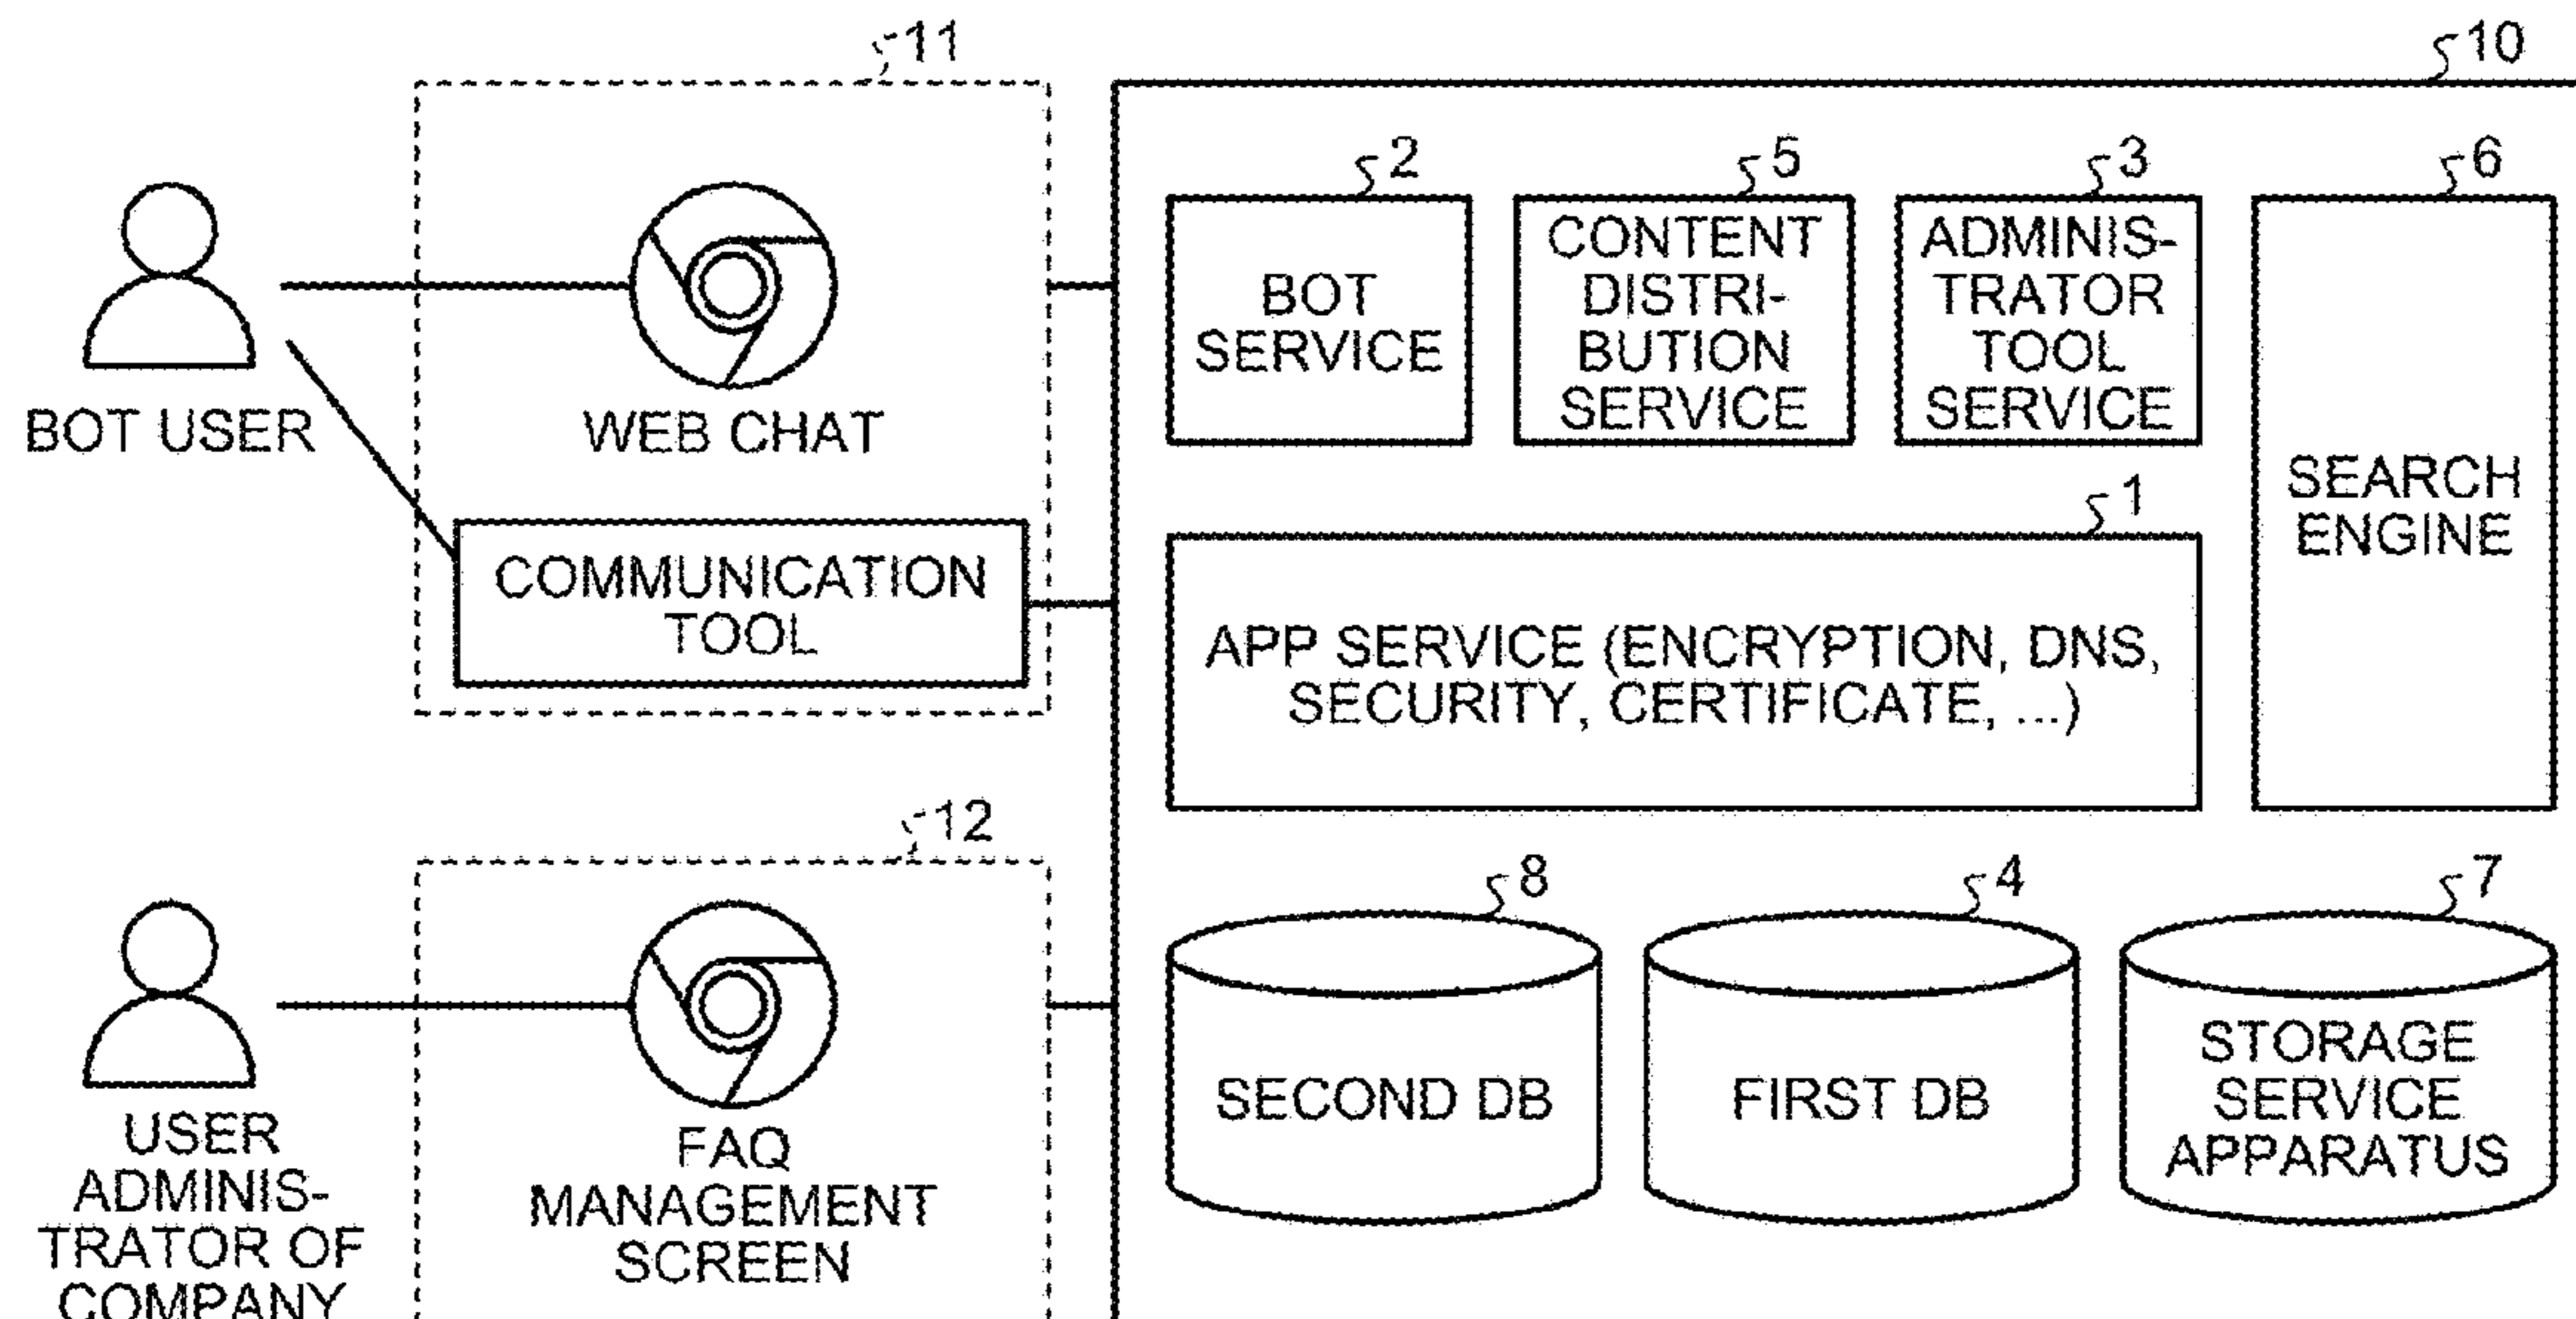 11
10
BOT USER
WEB CHAT
COMMUNICATION
TOOL
2
BOT
SERVICE
5
CONTENT
DISTRI-
BUTION
SERVICE
3
ADMINIS-
TRATOR
TOOL
SERVICE
6
SEARCH
ENGINE
1
APP SERVICE (ENCRYPTION, DNS,
SECURITY, CERTIFICATE, ...)
12
USER
ADMINIS-
TRATOR OF
COMPANY
FAQ
MANAGEMENT
SCREEN
8
SECOND DB
4
FIRST DB
7
STORAGE
SERVICE
APPARATUS